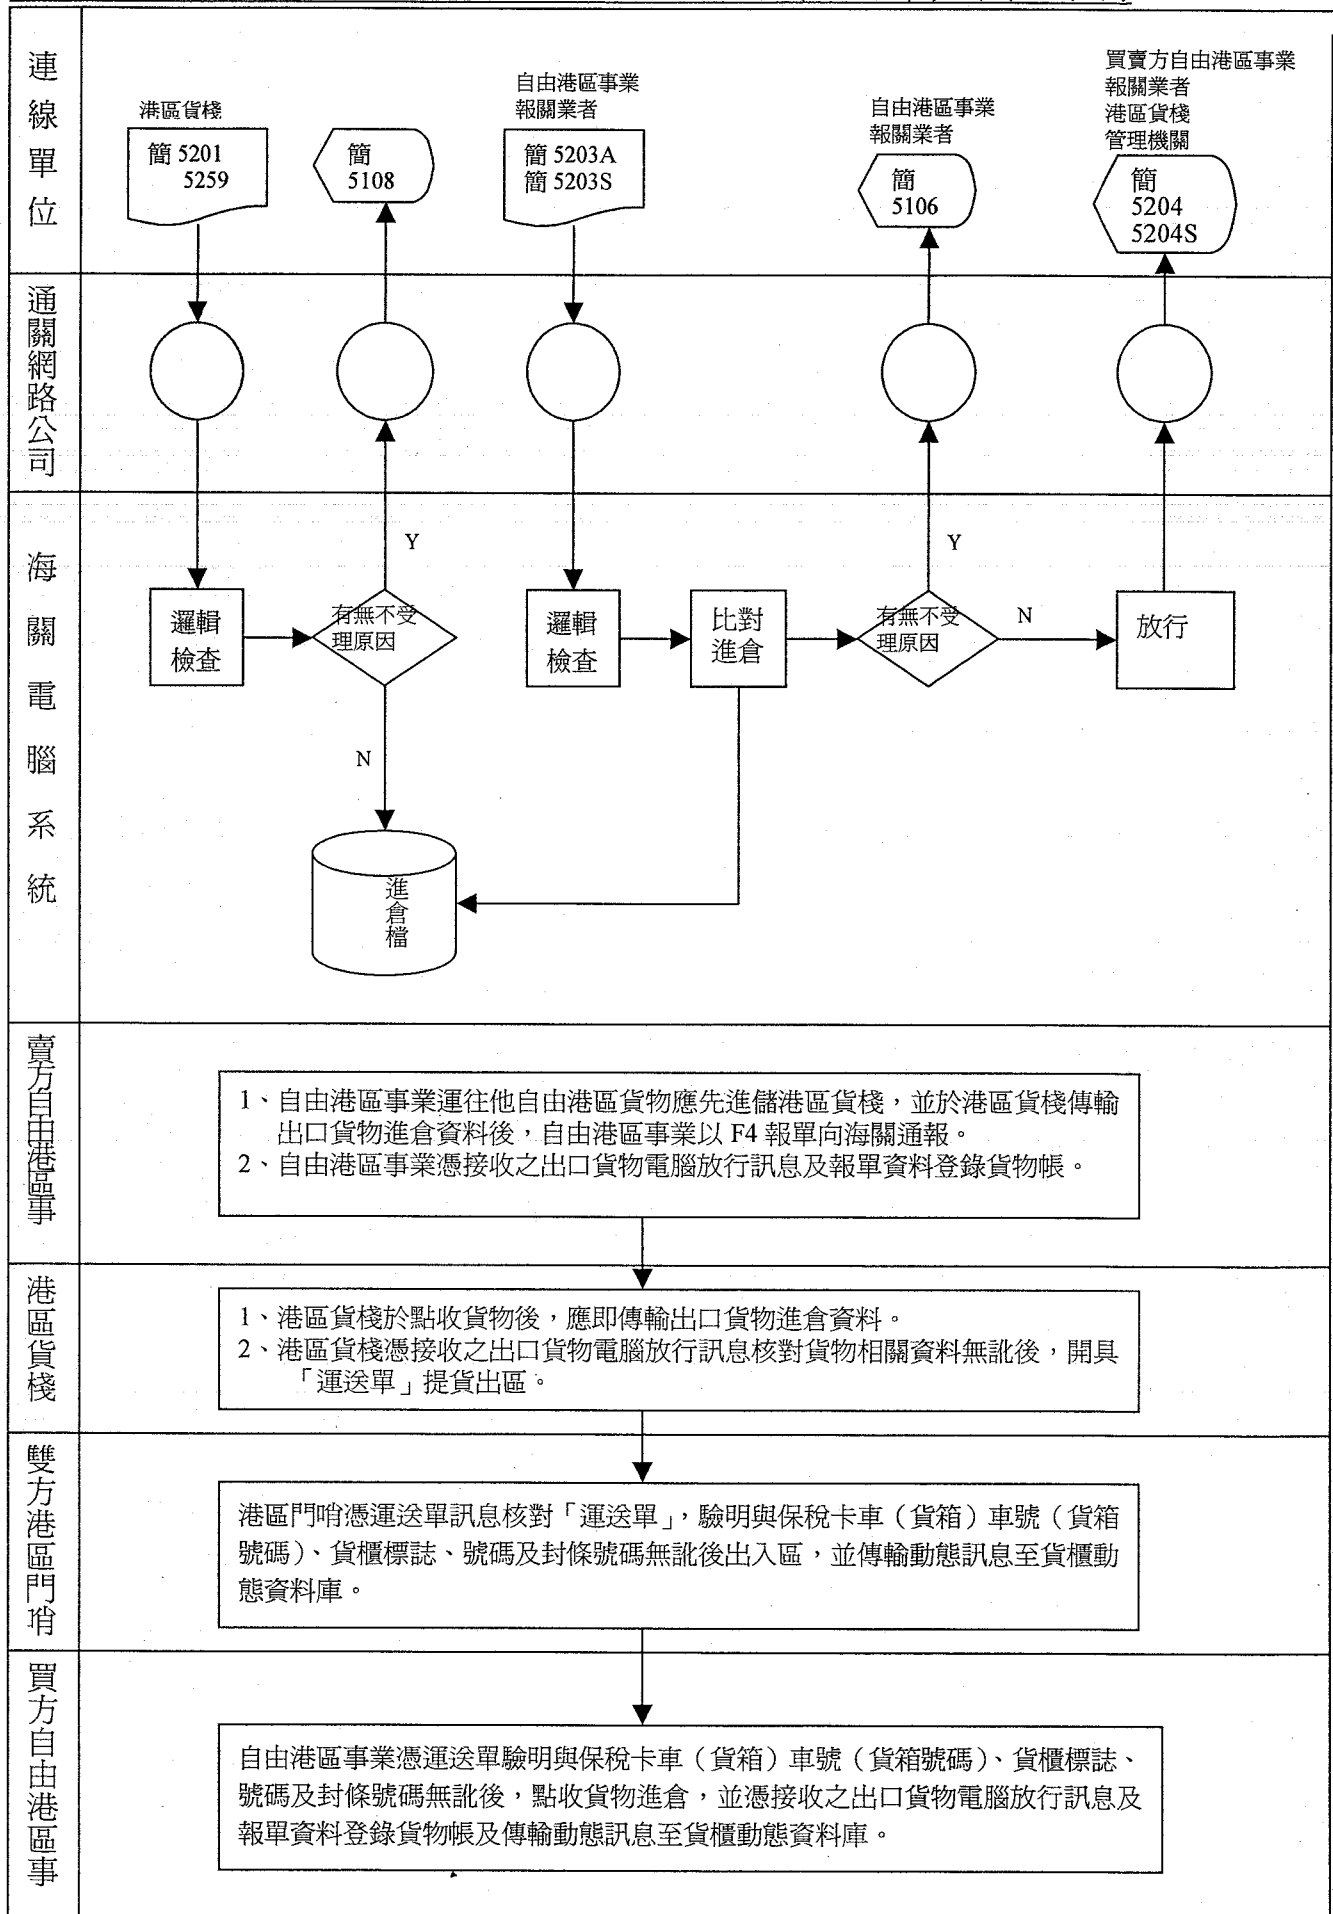 連線單位
港區貨棧
簡 5201
5259
簡
5108
自由港區事業
報關業者
簡 5203A
簡 5203S
自由港區事業
報關業者
簡
5106
買賣方自由港區事業
報關業者
港區貨棧
管理機關
簡
5204
5204S
通關網路公司
海關電腦系統
邏輯
檢查
有無不受
理原因
Y
N
進倉檔
邏輯
檢查
比對
進倉
有無不受
理原因
Y
N
放行
賣方自由港區事
1、自由港區事業運往他自由港區貨物應先進儲港區貨棧，並於港區貨棧傳輸
出口貨物進倉資料後，自由港區事業以 F4 報單向海關通報。
2、自由港區事業憑接收之出口貨物電腦放行訊息及報單資料登錄貨物帳。
港區貨棧
1、港區貨棧於點收貨物後，應即傳輸出口貨物進倉資料。
2、港區貨棧憑接收之出口貨物電腦放行訊息核對貨物相關資料無訛後，開具
「運送單」提貨出區。
雙方港區門哨
港區門哨憑運送單訊息核對「運送單」，驗明與保稅卡車（貨箱）車號（貨箱
號碼）、貨櫃標誌、號碼及封條號碼無訛後出入區，並傳輸動態訊息至貨櫃動
態資料庫。
買方自由港區事
自由港區事業憑運送單驗明與保稅卡車（貨箱）車號（貨箱號碼）、貨櫃標誌、
號碼及封條號碼無訛後，點收貨物進倉，並憑接收之出口貨物電腦放行訊息及
報單資料登錄貨物帳及傳輸動態訊息至貨櫃動態資料庫。